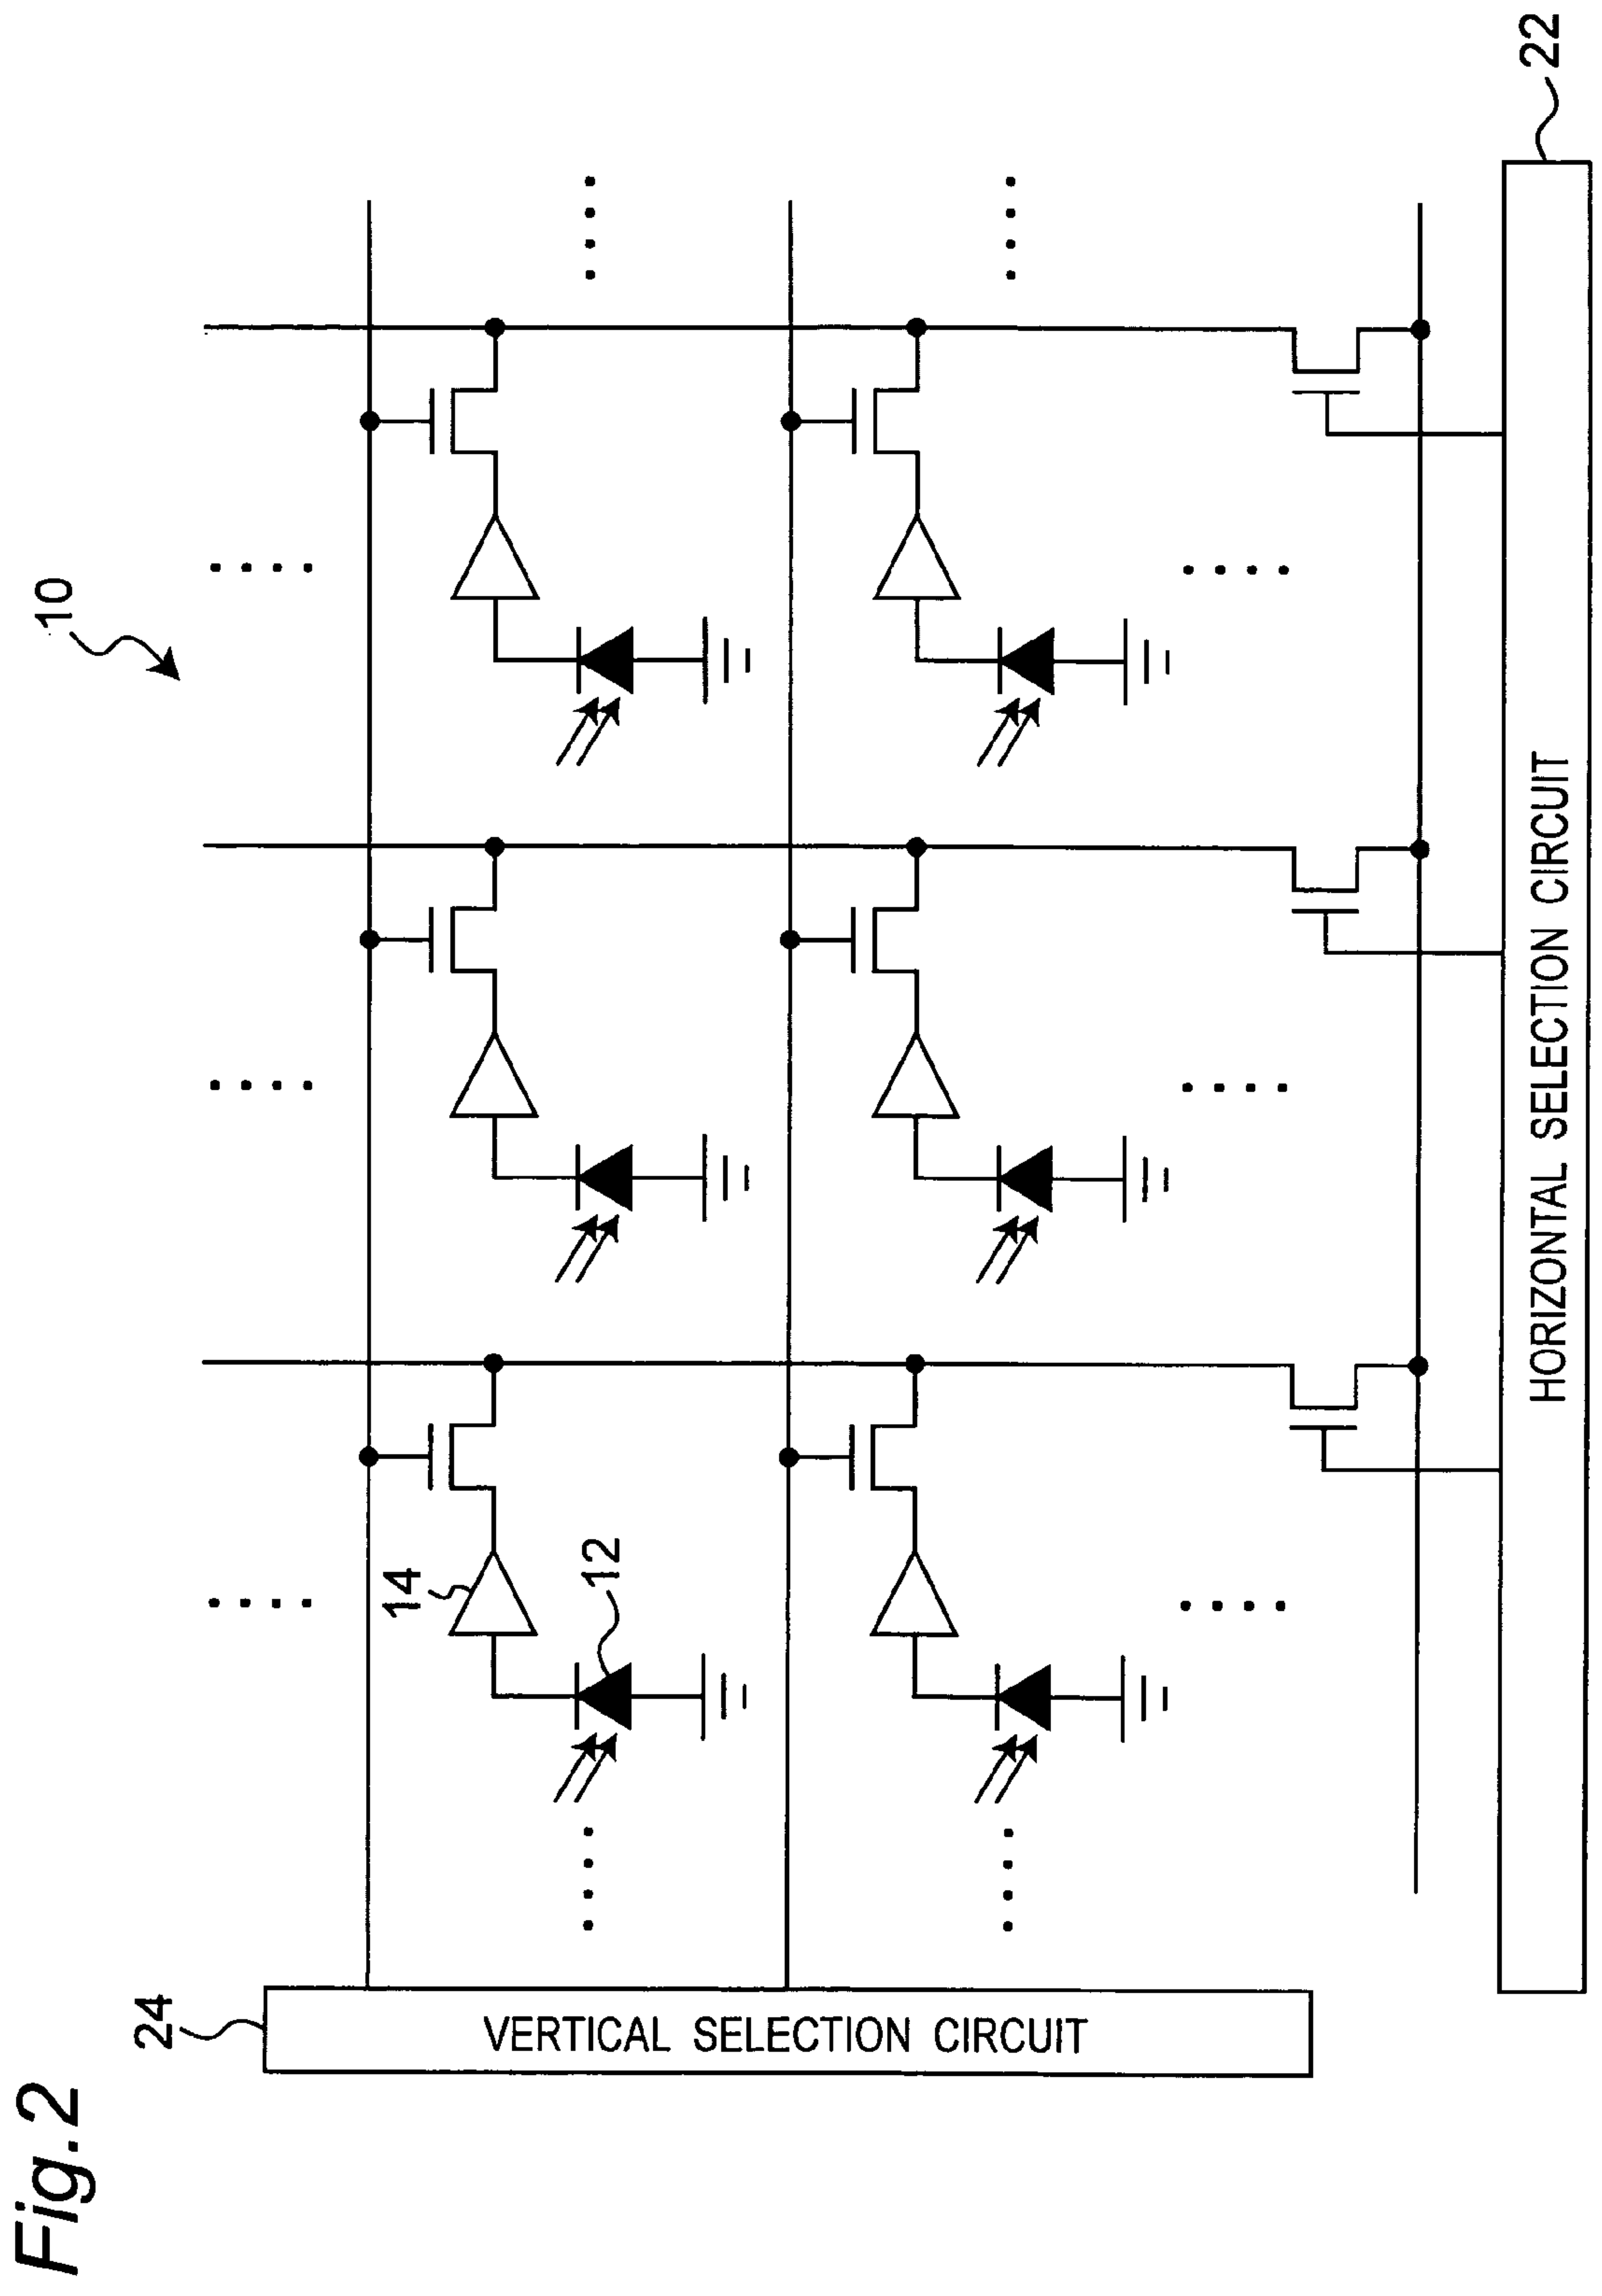 Fig.2
10
24
VERTICAL SELECTION CIRCUIT
14
12
HORIZONTAL SELECTION CIRCUIT
22